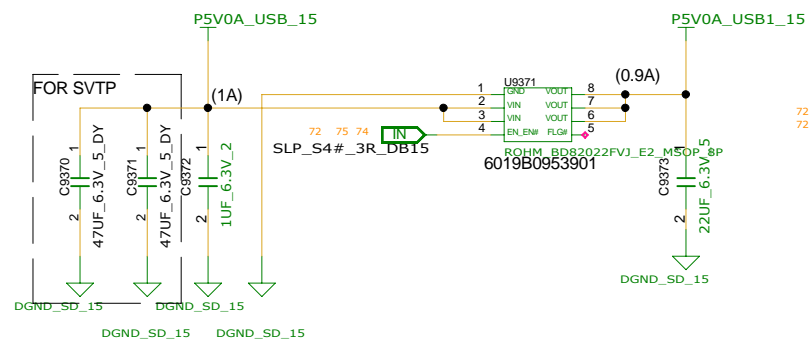 P5V0A_USB_15
P5V0A_USB1_15
FOR SVTP
(1A)
(0.9A)
U9371
1 GND VOUT 8
2 VIN VOUT 7
3 VIN VOUT 6
4 EN_EN# FLG# 5
72 75 74
IN
SLP_S4#_3R_DB15
ROHM_BD82022FVJ_E2_MSOP_8P
6019B0953901
72
72
1
C9370
2
47UF_6.3V_5_DY
1
C9371
2
47UF_6.3V_5_DY
1
C9372
2
1UF_6.3V_2
1
C9373
2
22UF_6.3V_5
DGND_SD_15
DGND_SD_15
DGND_SD_15
DGND_SD_15
DGND_SD_15